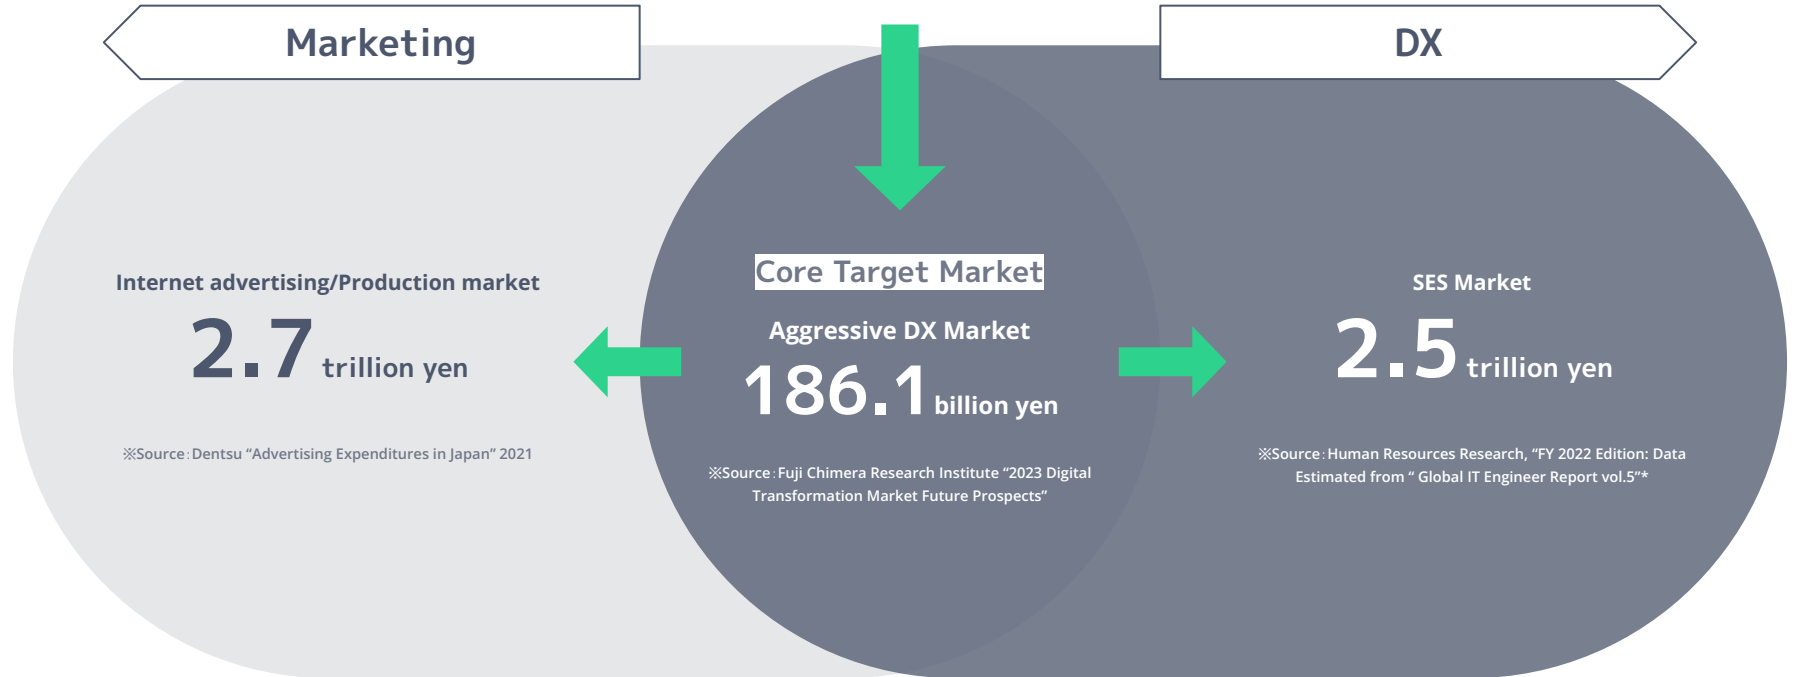 Marketing
DX
Internet advertising/Production market
2.7 trillion yen
※Source:Dentsu “Advertising Expenditures in Japan” 2021
Core Target Market
Aggressive DX Market
186.1 billion yen
※Source:Fuji Chimera Research Institute “2023 Digital
Transformation Market Future Prospects”
SES Market
2.5 trillion yen
※Source:Human Resources Research, “FY 2022 Edition: Data
Estimated from “ Global IT Engineer Report vol.5”*